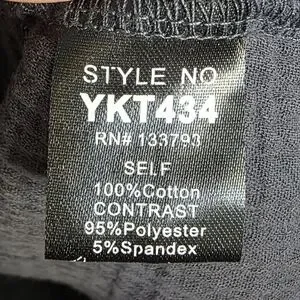 STYLE NO
YKT434
RN# 133793
SELF
100%Cotton
CONTRAST
95%Polyester
5%Spandex